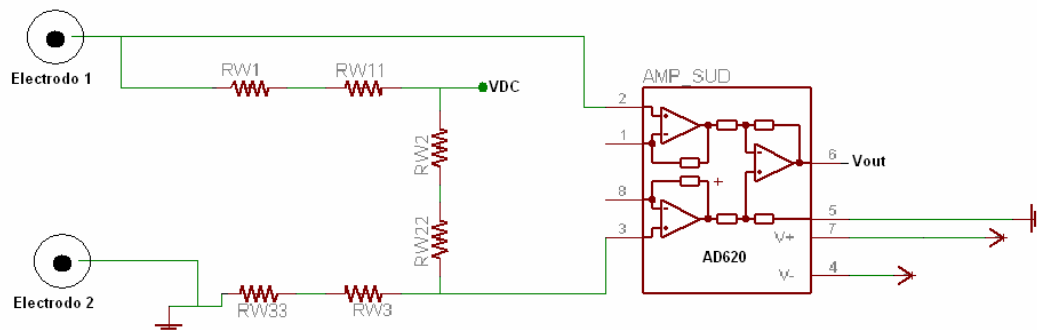 Electrodo 1
RW1
RW11
VDC
RW2
RW22
AMP_SUD
2
1
8
3
6
Vout
5
V+
7
V-
4
+
AD620
Electrodo 2
RW33
RW3